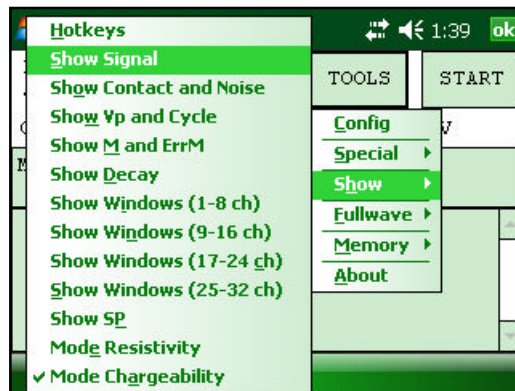 1:39 ok
Hotkeys
Show Signal
Show Contact and Noise
Show Vp and Cycle
Show M and ErrM
Show Decay
Show Windows (1-8 ch)
Show Windows (9-16 ch)
Show Windows (17-24 ch)
Show Windows (25-32 ch)
Show SP
Mode Resistivity
Mode Chargeability
TOOLS
START
Config
Special
Show
Fullwave
Memory
About
V